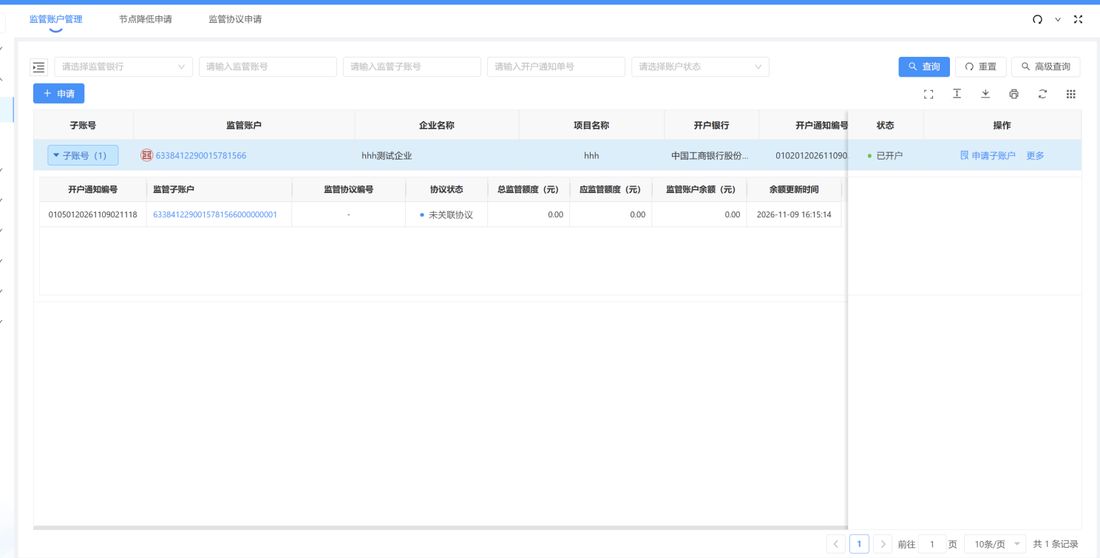 监管账户管理 节点降低申请 监管协议申请
请选择监管银行 请输入监管账号 请输入监管子账号 请输入开户通知单号 请选择账户状态 查询 重置 高级查询
申请
子账号 监管账户 企业名称 项目名称 开户银行 开户通知编号 状态 操作
子账号（1） 6338412290015781566 hhh测试企业 hhh 中国工商银行股份... 010201202611090 已开户 申请子账户 更多
开户通知编号 监管子账户 监管协议编号 协议状态 总监管额度（元） 应监管额度（元） 监管账户余额（元） 余额更新时间
01050120261109021118 6338412290015781566000000001 - 未关联协议 0.00 0.00 0.00 2026-11-09 16:15:14
1 前往 1 页 10条/页 共 1 条记录